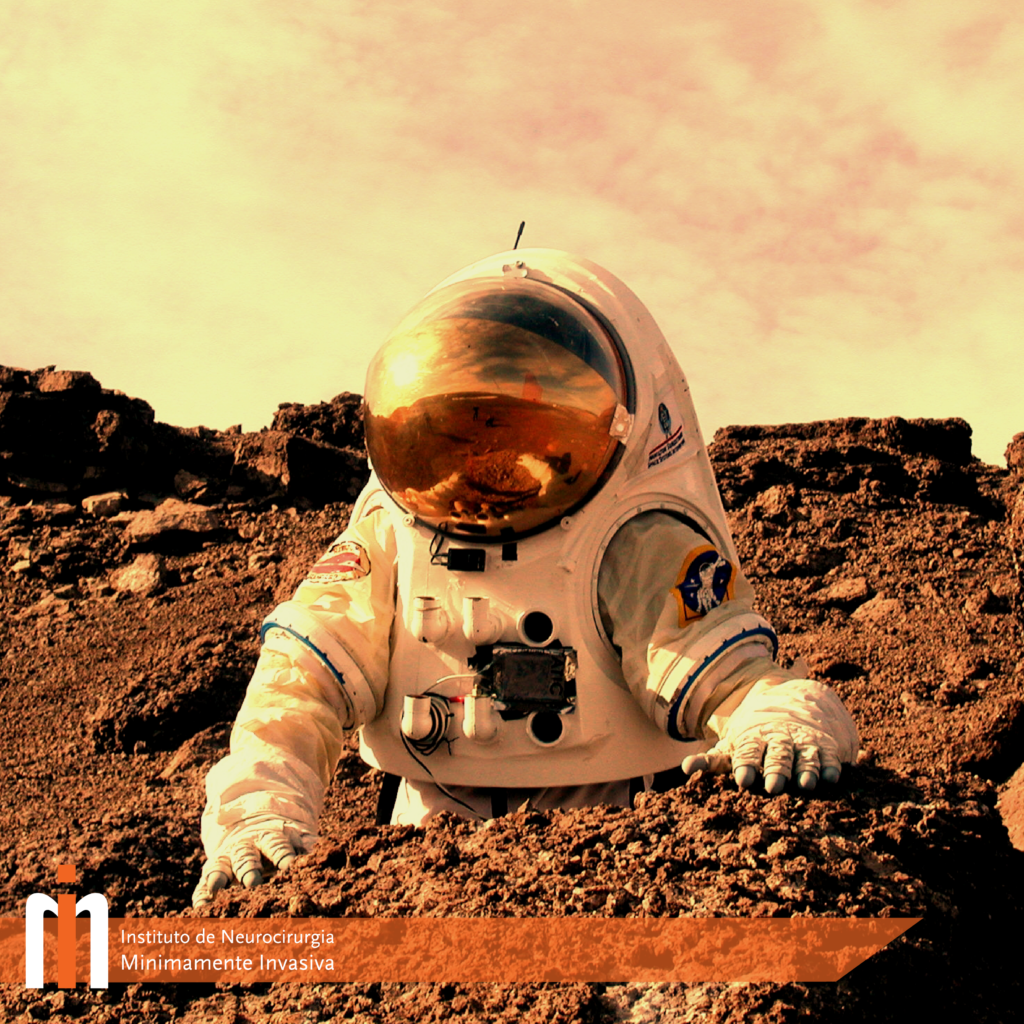 Instituto de Neurocirurgia
Minimamente Invasiva